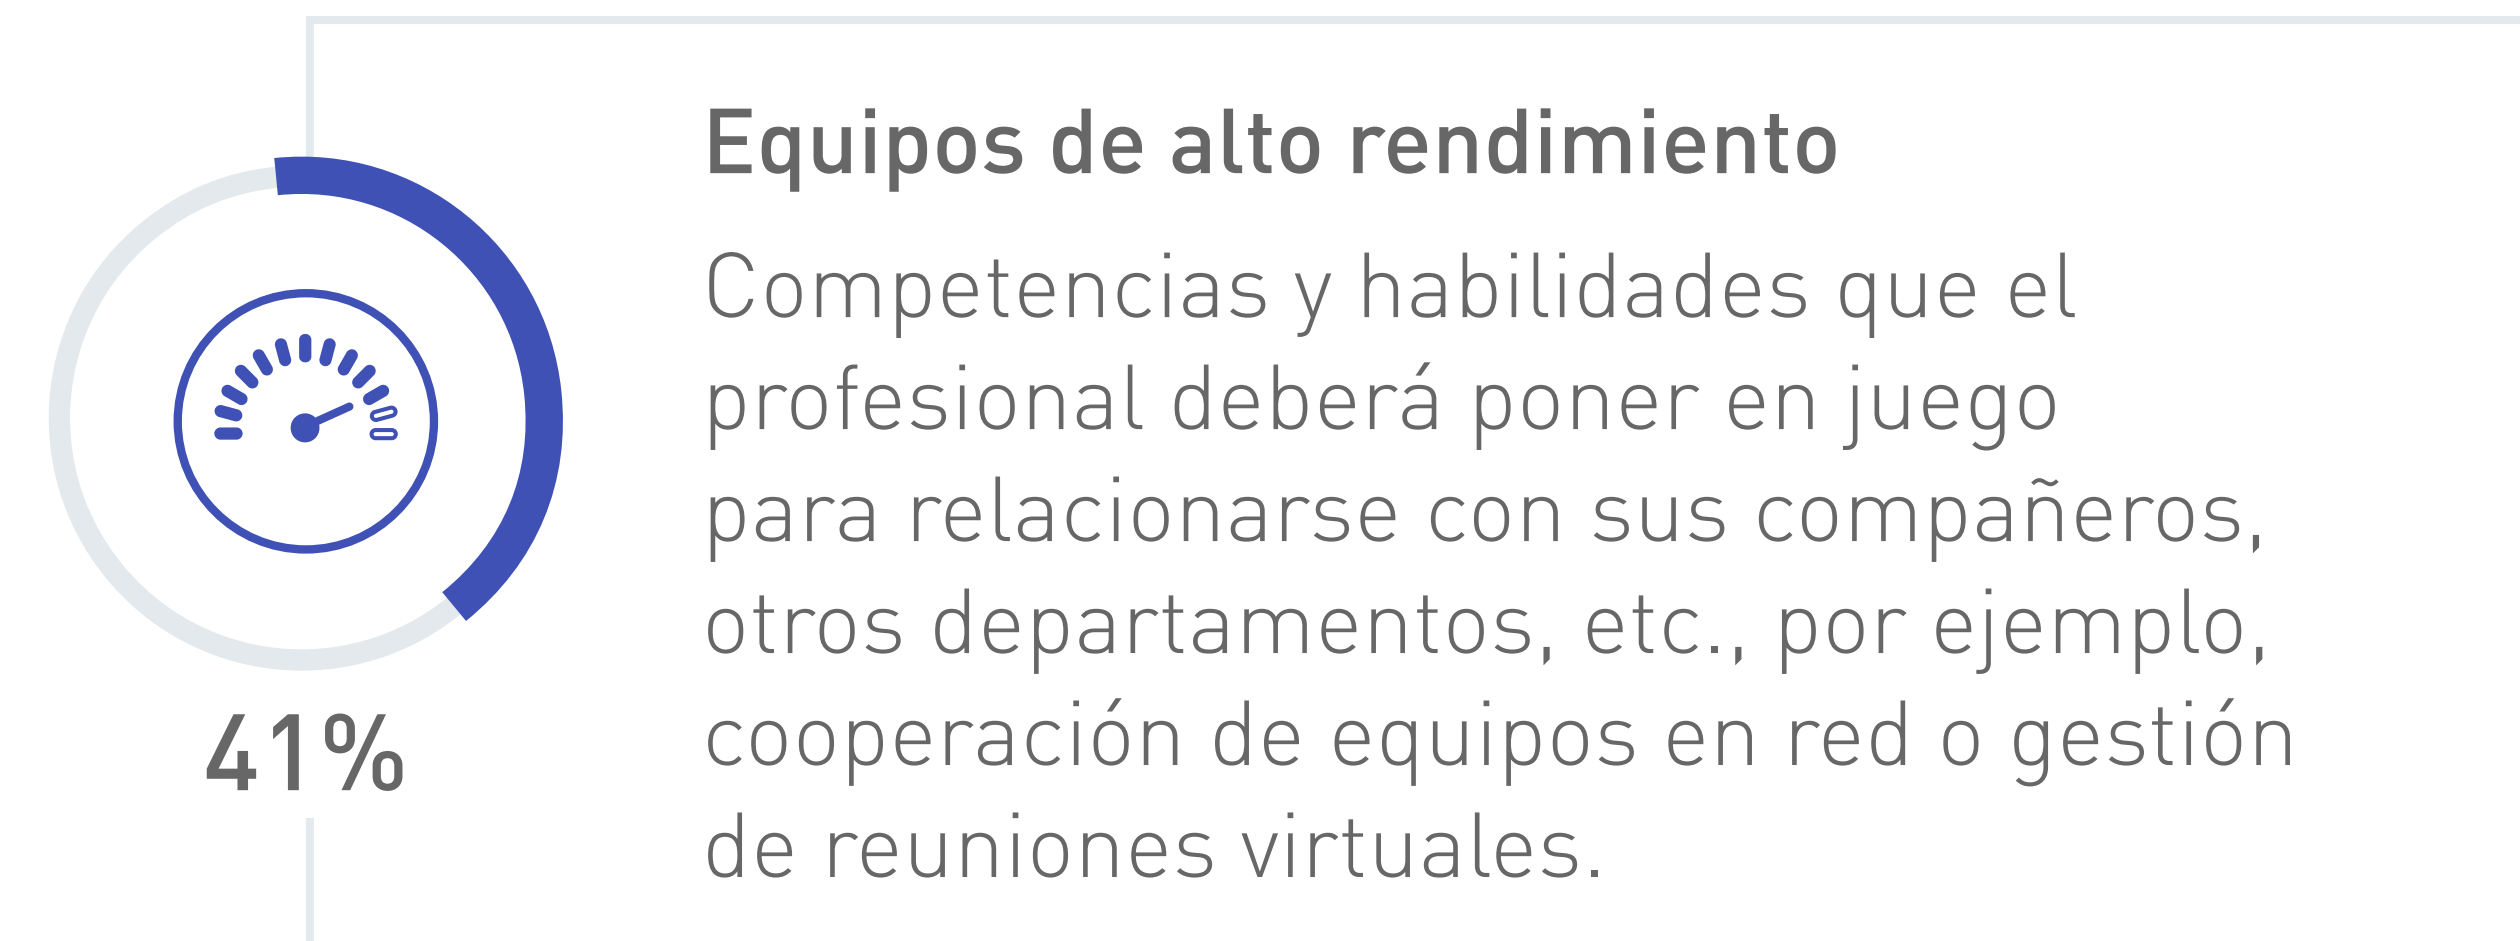 Equipos de alto rendimiento
Competencias y habilidades que el
profesional deberá poner en juego
para relacionarse con sus compañeros,
otros departamentos, etc., por ejemplo,
cooperación de equipos en red o gestión
de reuniones virtuales.
41%